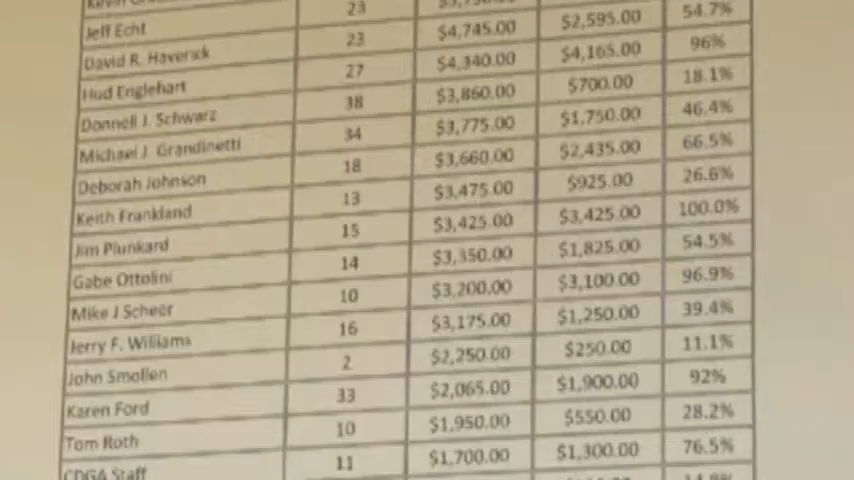 Jeff Echt 23
David R. Haverick 23 $4,745.00 $2,595.00 54.7%
Hud Englehart 27 $4,340.00 $4,165.00 96%
Donnell J. Schwarz 38 $3,860.00 $700.00 18.1%
Michael J. Grandinetti 34 $3,775.00 $1,750.00 46.4%
Deborah Johnson 18 $3,660.00 $2,435.00 66.5%
Keith Frankland 13 $3,475.00 $925.00 26.6%
Jim Plunkard 15 $3,425.00 $3,425.00 100.0%
Gabe Ottolini 14 $3,350.00 $1,825.00 54.5%
Mike J Scheer 10 $3,200.00 $3,100.00 96.9%
Jerry F. Williams 16 $3,175.00 $1,250.00 39.4%
John Smollen 2 $2,250.00 $250.00 11.1%
Karen Ford 33 $2,065.00 $1,900.00 92%
Tom Roth 10 $1,950.00 $550.00 28.2%
CDGA Staff 11 $1,700.00 $1,300.00 76.5%